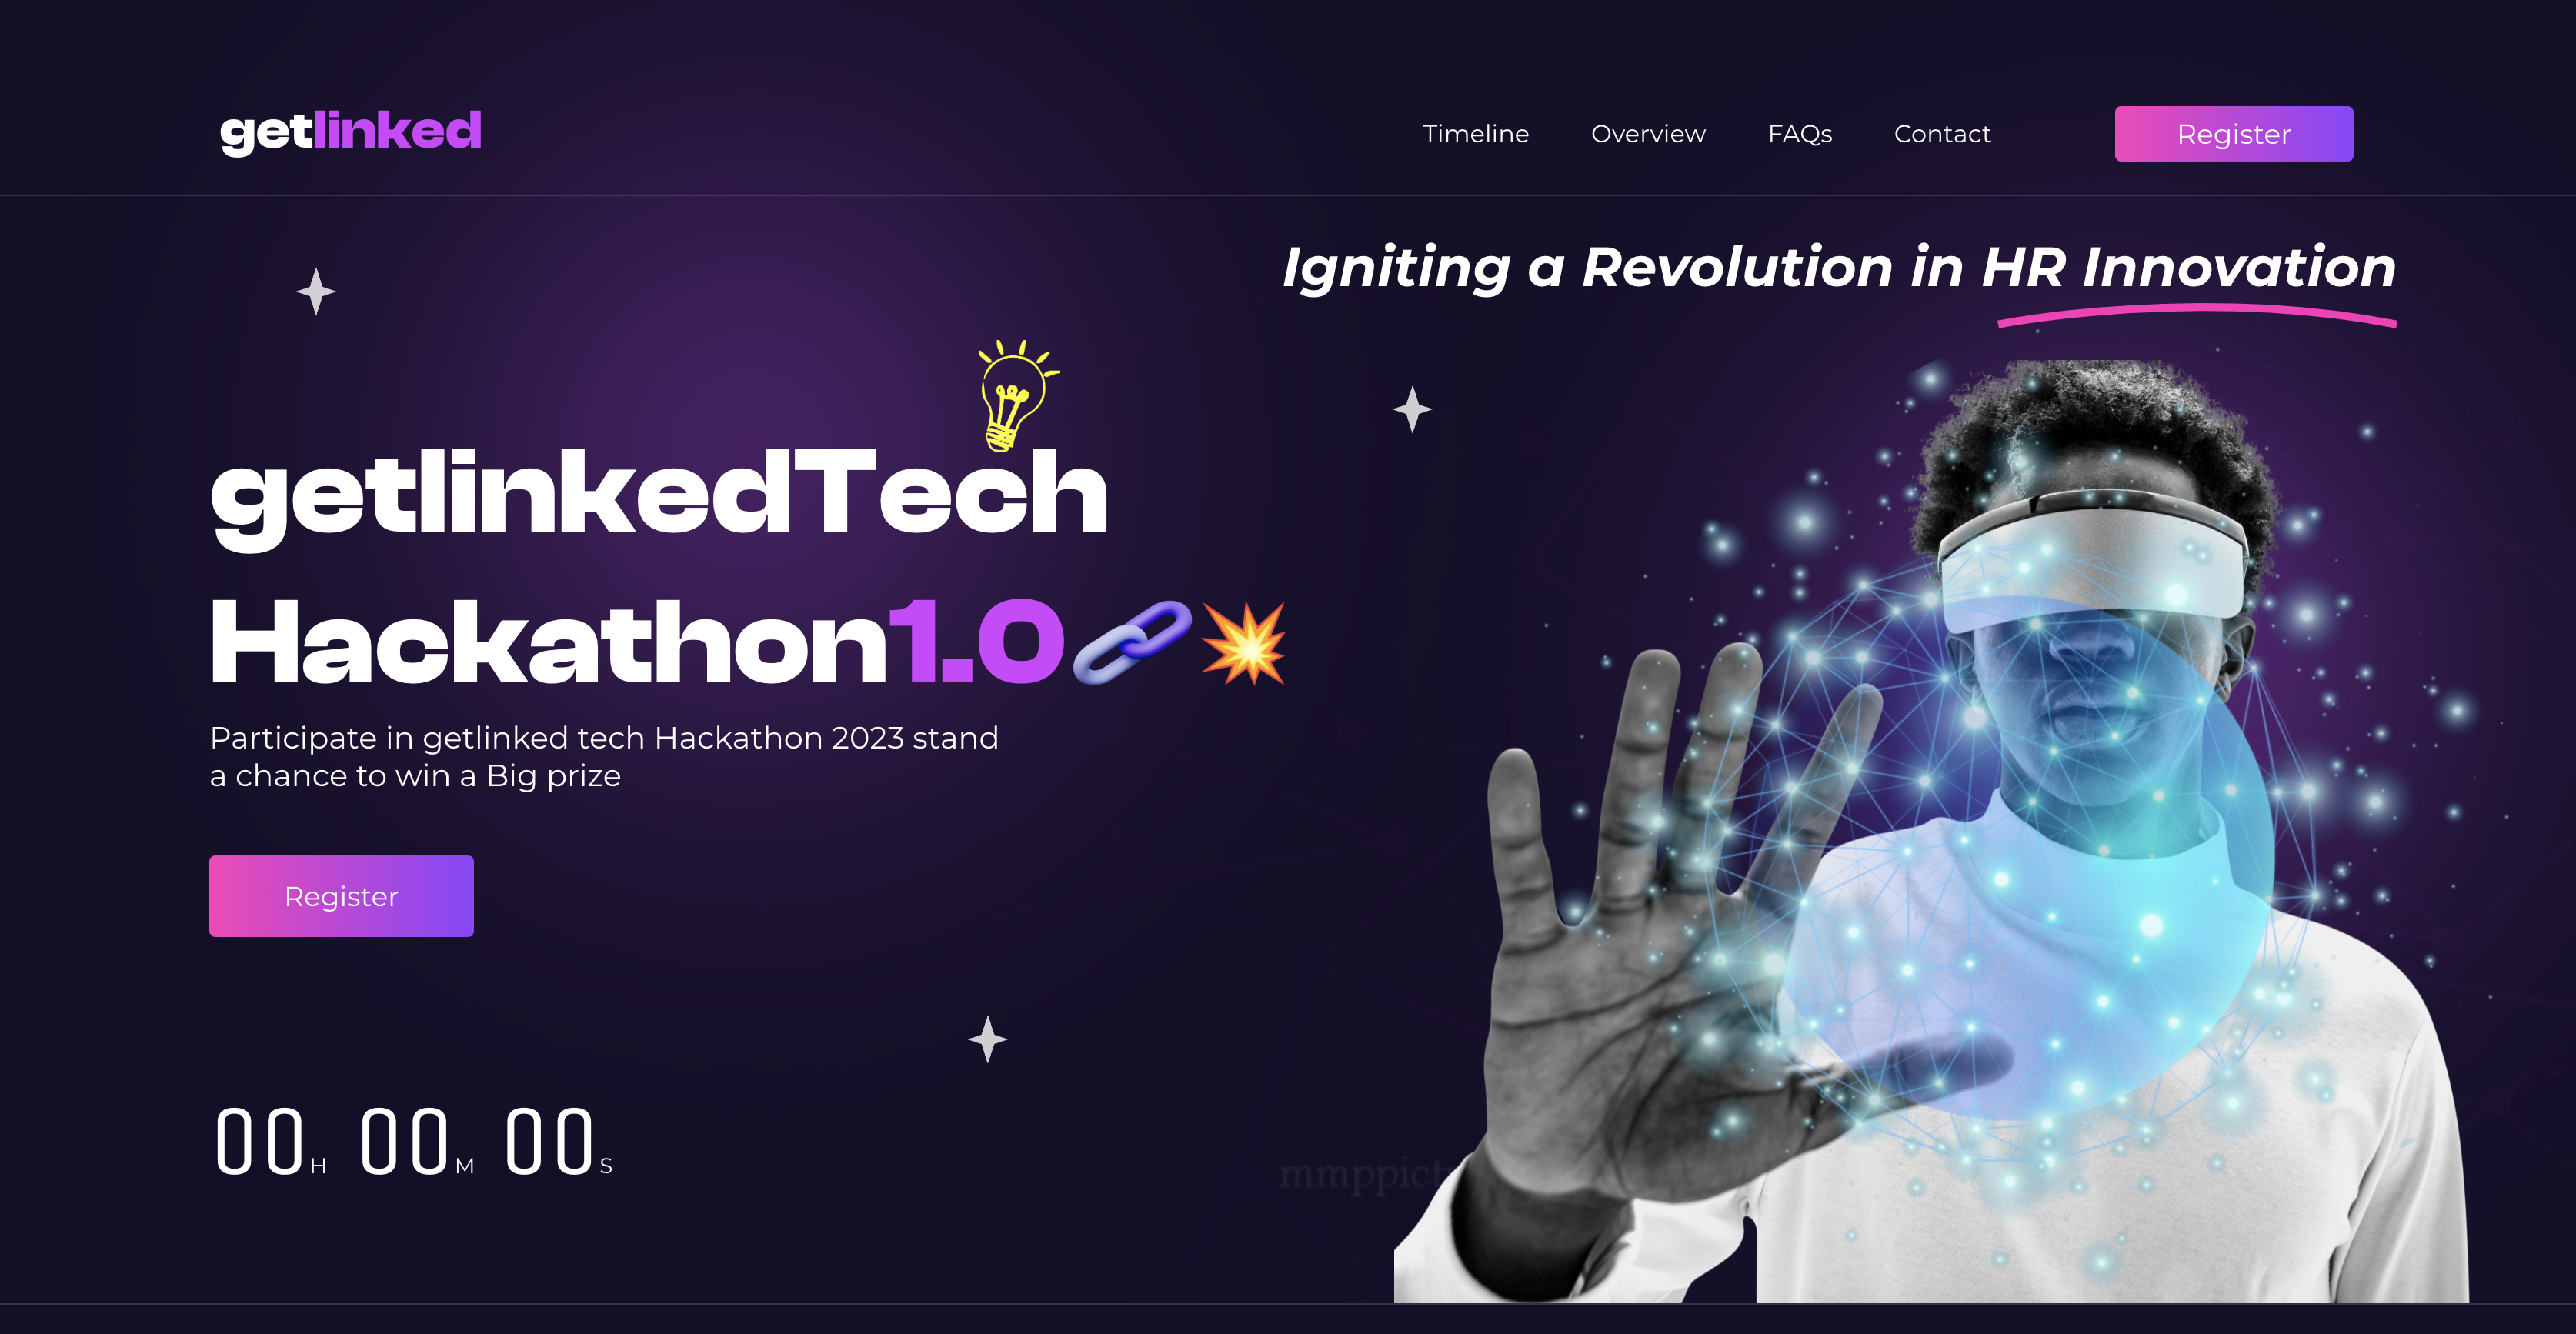 getlinked
Timeline Overview FAQs Contact Register
Igniting a Revolution in HR Innovation
getlinkedTech
Hackathon1.0
Participate in getlinked tech Hackathon 2023 stand
a chance to win a Big prize
Register
00H 00M 00S